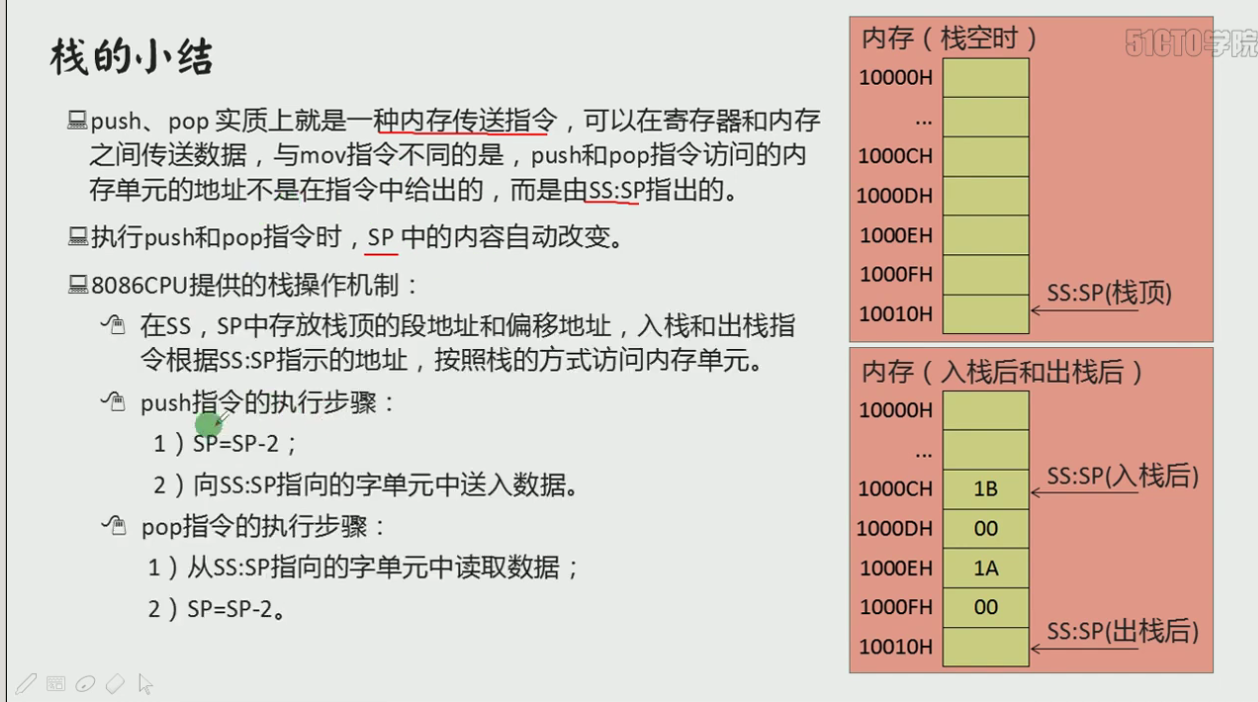 栈的小结
push、pop 实质上就是一种内存传送指令，可以在寄存器和内存
之间传送数据，与mov指令不同的是，push和pop指令访问的内
存单元的地址不是在指令中给出的，而是由SS:SP指出的。
执行push和pop指令时，SP 中的内容自动改变。
8086CPU提供的栈操作机制：
在SS，SP中存放栈顶的段地址和偏移地址，入栈和出栈指
令根据SS:SP指示的地址，按照栈的方式访问内存单元。
push指令的执行步骤：
1）SP=SP-2；
2）向SS:SP指向的字单元中送入数据。
pop指令的执行步骤：
1）从SS:SP指向的字单元中读取数据；
2）SP=SP-2。
内存（栈空时）
51CTO学院
10000H
...
1000CH
1000DH
1000EH
1000FH
10010H
SS:SP(栈顶)
内存（入栈后和出栈后）
10000H
...
1000CH 1B SS:SP(入栈后)
1000DH 00
1000EH 1A
1000FH 00
10010H SS:SP(出栈后)